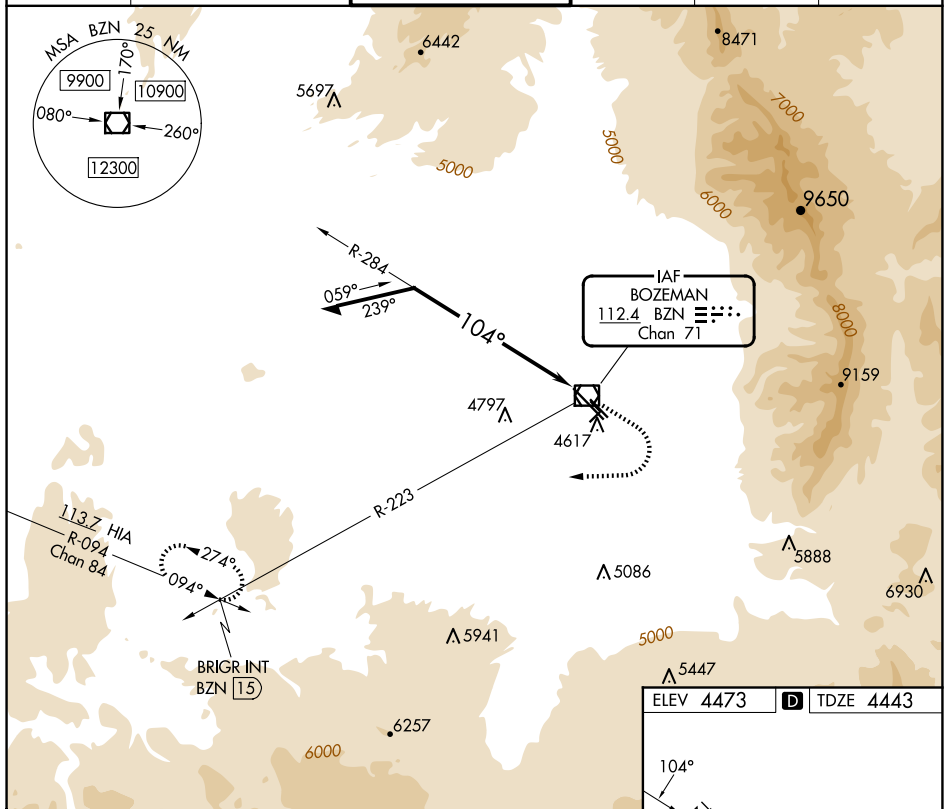 MSA BZN 25 NM
170°
9900
10900
080°
260°
12300
6442
5697
8471
7000
5000
5000
6000
9650
R-284
059°
239°
104°
IAF
BOZEMAN
112.4 BZN
Chan 71
8000
9159
4797
4617
R-223
113.7 HIA
R-094
Chan 84
274°
094°
5086
5888
6930
5941
5000
BRIGR INT
BZN 15
5447
6257
6000
ELEV 4473 D TDZE 4443
104°